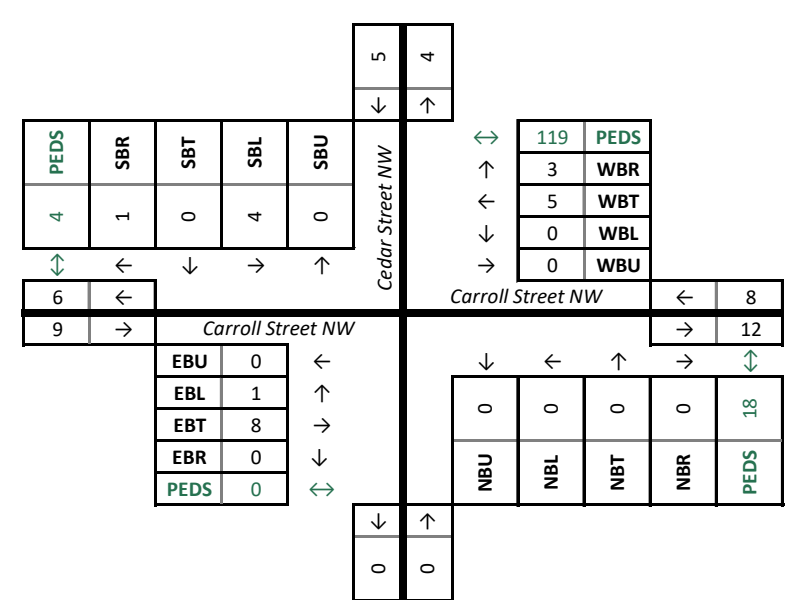 5 4
↓ ↑
PEDS SBR SBT SBL SBU
4 1 0 4 0
↕ ← ↓ → ↑
Cedar Street NW
↔ 119 PEDS
↑ 3 WBR
← 5 WBT
↓ 0 WBL
→ 0 WBU
6 ←
Carroll Street NW
← 8
9 →
Carroll Street NW
→ 12
EBU 0 ←
EBL 1 ↑
EBT 8 →
EBR 0 ↓
PEDS 0 ↔
↓ ← ↑ → ↕
0 0 0 0 18
NBU NBL NBT NBR PEDS
↓ ↑
0 0